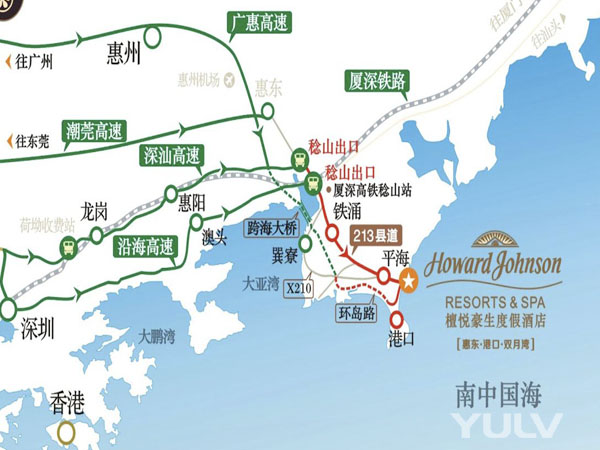 广惠高速
往厦门
往汕头
惠州
往广州
惠州机场
惠东
厦深铁路
潮莞高速
往东莞
稔山出口
深汕高速
稔山出口
厦深高铁稔山站
惠阳
龙岗
荷坳收费站
铁涌
跨海大桥
213县道
沿海高速
澳头
巽寮
平海
Howard Johnson
大亚湾
X210
RESORTS & SPA
檀悦豪生度假酒店
环岛路
深圳
大鹏湾
港口
[惠东·港口·双月湾]
香港
南中国海
YULV